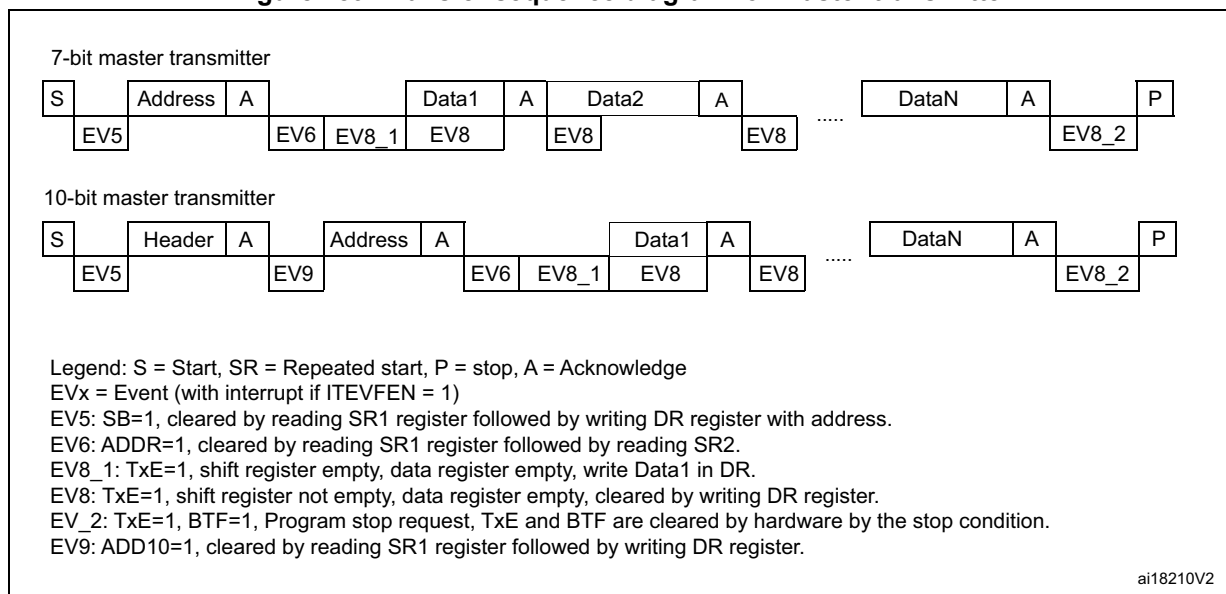 7-bit master transmitter
S Address A Data1 A Data2 A DataN A P
EV5 EV6 EV8_1 EV8 EV8 EV8 ..... EV8_2
10-bit master transmitter
S Header A Address A Data1 A DataN A P
EV5 EV9 EV6 EV8_1 EV8 EV8 ..... EV8_2
Legend: S = Start, SR = Repeated start, P = stop, A = Acknowledge
EVx = Event (with interrupt if ITEVFEN = 1)
EV5: SB=1, cleared by reading SR1 register followed by writing DR register with address.
EV6: ADDR=1, cleared by reading SR1 register followed by reading SR2.
EV8_1: TxE=1, shift register empty, data register empty, write Data1 in DR.
EV8: TxE=1, shift register not empty, data register empty, cleared by writing DR register.
EV_2: TxE=1, BTF=1, Program stop request, TxE and BTF are cleared by hardware by the stop condition.
EV9: ADD10=1, cleared by reading SR1 register followed by writing DR register.
ai18210V2